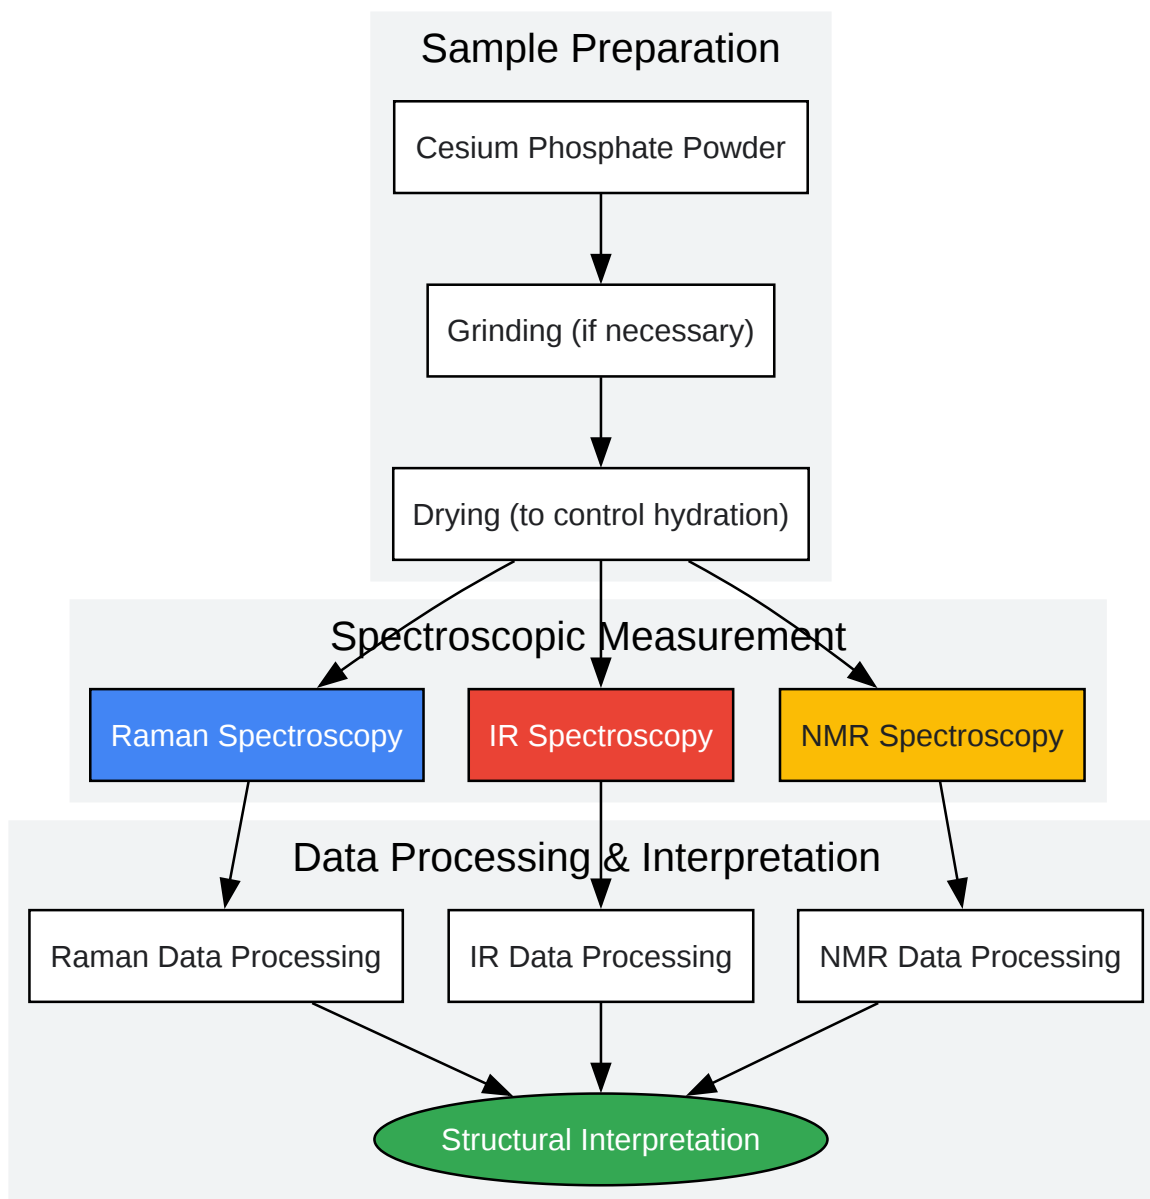 Sample Preparation
Cesium Phosphate Powder
Grinding (if necessary)
Drying (to control hydration)
Spectroscopic Measurement
Raman Spectroscopy
IR Spectroscopy
NMR Spectroscopy
Data Processing & Interpretation
Raman Data Processing
IR Data Processing
NMR Data Processing
Structural Interpretation